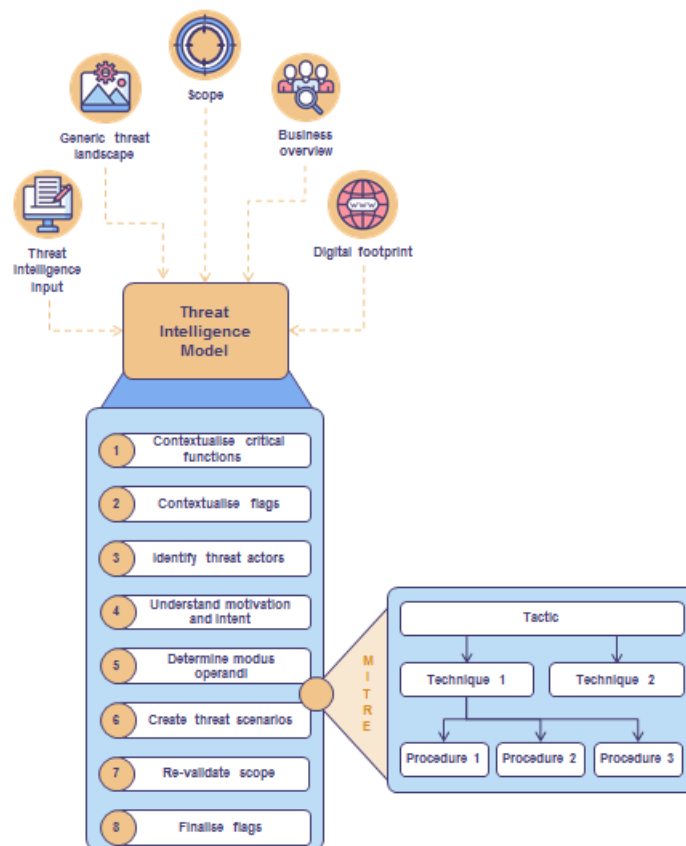 Scope
Generic threat
landscape
Business
overview
WWW
Threat
intelligence
input
Digital footprint
Threat
Intelligence
Model
1
Contextualise critical
functions
2
Contextualise flags
3
Identify threat actors
4
Understand motivation
and intent
5
Determine modus
operandi
6
Create threat scenarios
7
Re-validate scope
8
Finalise flags
MITRE
Tactic
Technique 1
Technique 2
Procedure 1
Procedure 2
Procedure 3